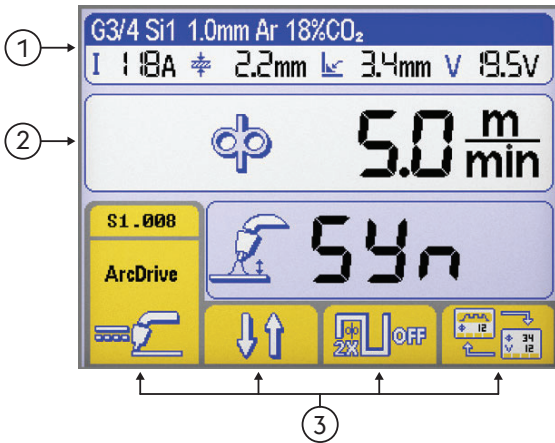 G3/4 Si1 1.0mm Ar 18%CO₂
I 118A 2.2mm 3.4mm V 19.5V
1
2
5.0 m/min
S1.008
ArcDrive
Syn
2X OFF
12
34
V 12
3